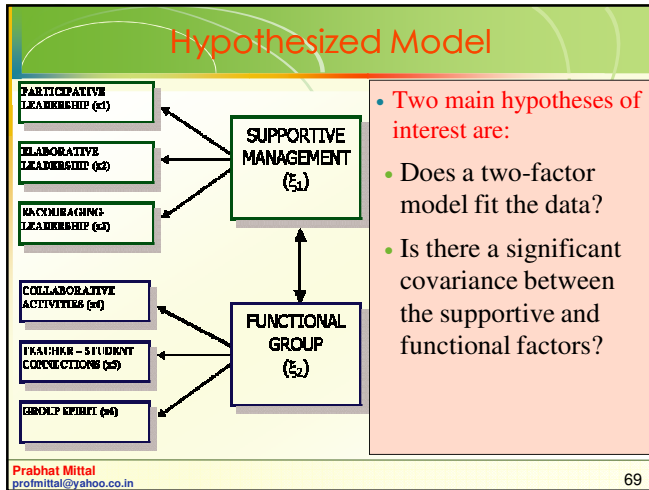 Hypothesized Model
PARTICIPATIVE
LEADERSHIP (x1)
ELABORATIVE
LEADERSHIP (x2)
ENCOURAGING
LEADERSHIP (x3)
COLLABORATIVE
ACTIVITIES (x4)
TEACHER – STUDENT
CONNECTIONS (x5)
GROUP SPIRIT (x6)
SUPPORTIVE
MANAGEMENT
(ξ1)
FUNCTIONAL
GROUP
(ξ2)
• Two main hypotheses of
interest are:
• Does a two-factor
model fit the data?
• Is there a significant
covariance between
the supportive and
functional factors?
Prabhat Mittal
profmittal@yahoo.co.in
69